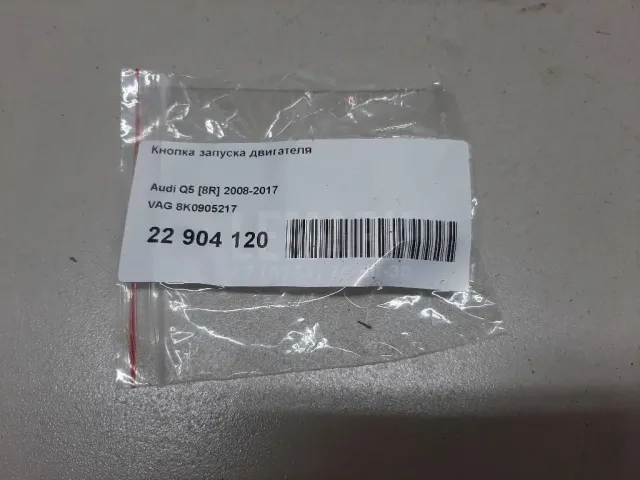 Кнопка запуска двигателя
Audi Q5 [8R] 2008-2017
VAG 8K0905217
22 904 120